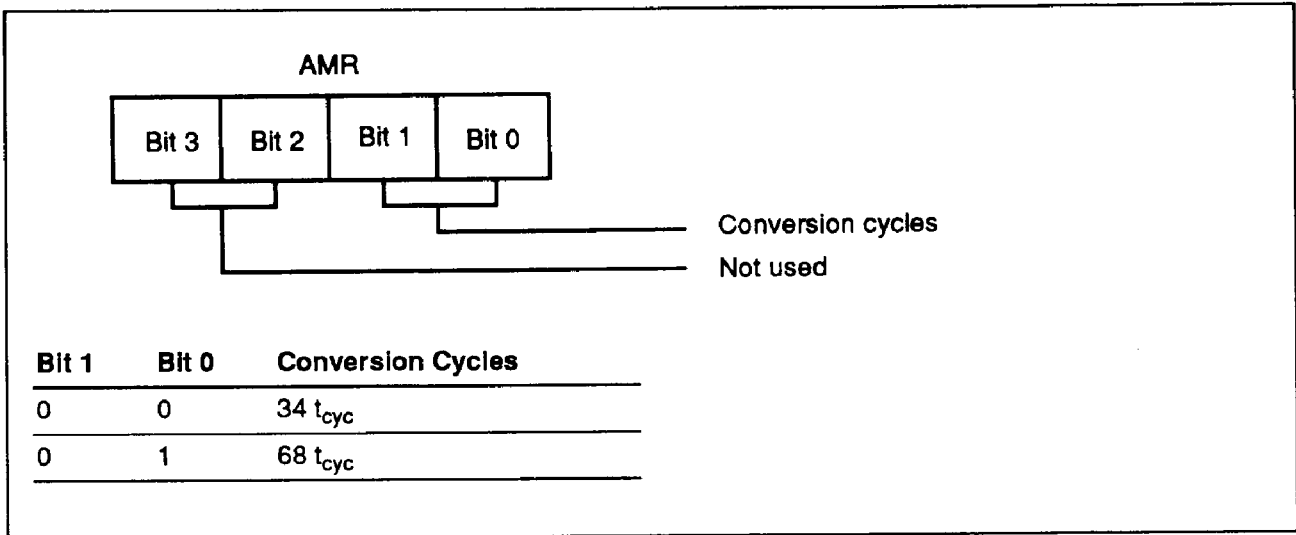 AMR
Bit 3 Bit 2 Bit 1 Bit 0
Conversion cycles
Not used
Bit 1 Bit 0 Conversion Cycles
0 0 34 tcyc
0 1 68 tcyc